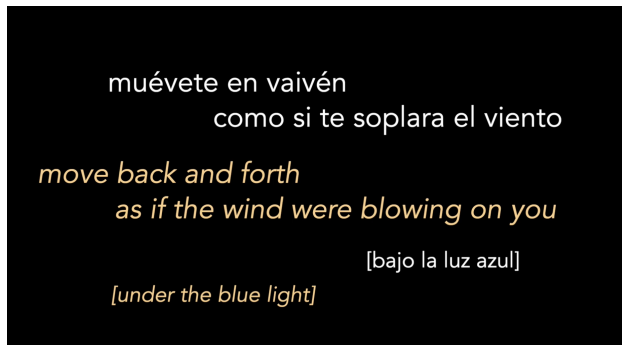 muévete en vaivén
como si te soplara el viento
move back and forth
as if the wind were blowing on you
[bajo la luz azul]
[under the blue light]